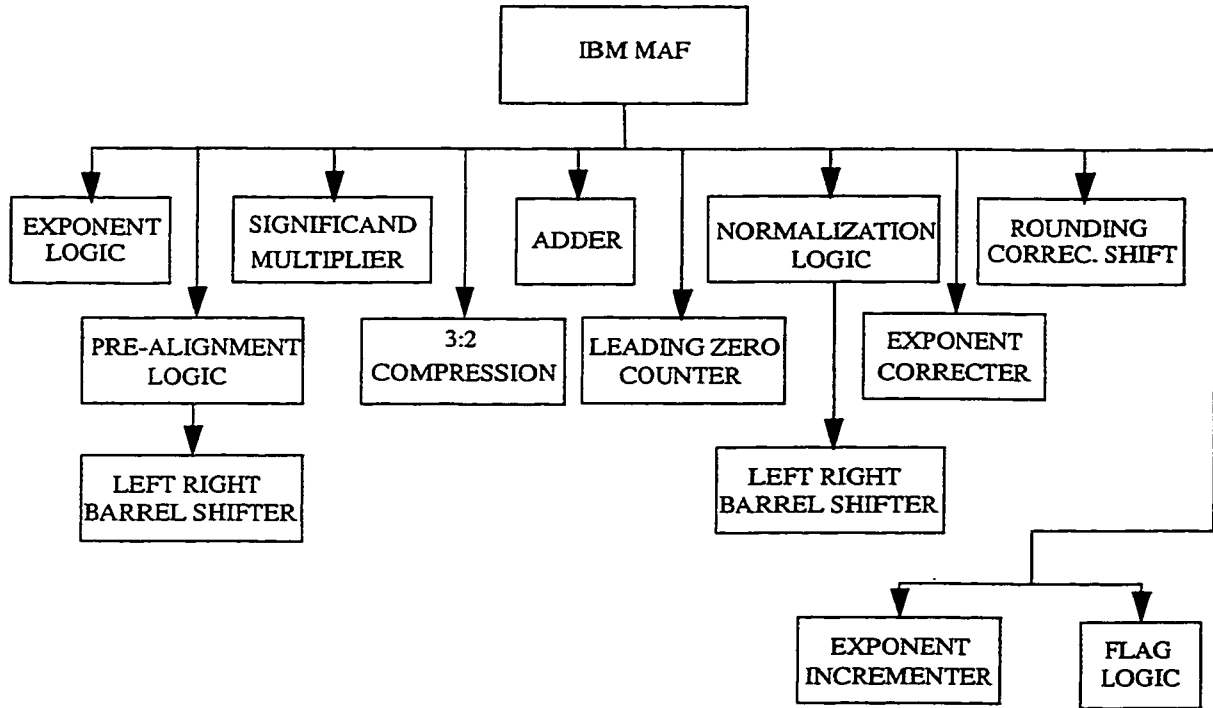 IBM MAF
EXPONENT
LOGIC
SIGNIFICAND
MULTIPLIER
ADDER
NORMALIZATION
LOGIC
ROUNDING
CORREC. SHIFT
PRE-ALIGNMENT
LOGIC
3:2
COMPRESSION
LEADING ZERO
COUNTER
EXPONENT
CORRECTER
LEFT RIGHT
BARREL SHIFTER
LEFT RIGHT
BARREL SHIFTER
EXPONENT
INCREMENTER
FLAG
LOGIC